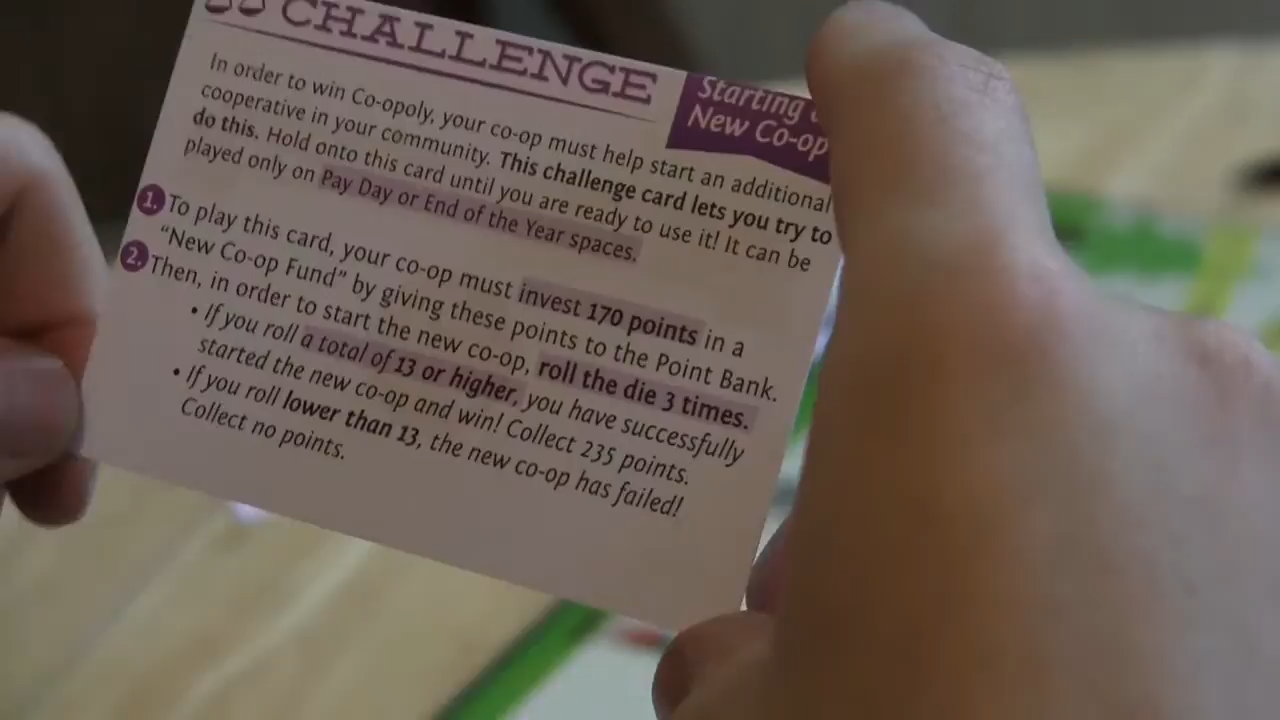 CHALLENGE
Starting
New Co-op
In order to win Co-opoly, your co-op must help start an additional
cooperative in your community. This challenge card lets you try to
do this. Hold onto this card until you are ready to use it! It can be
played only on Pay Day or End of the Year spaces.
1. To play this card, your co-op must invest 170 points in a
“New Co-op Fund” by giving these points to the Point Bank.
2. Then, in order to start the new co-op, roll the die 3 times.
• If you roll a total of 13 or higher, you have successfully
started the new co-op and win! Collect 235 points.
• If you roll lower than 13, the new co-op has failed!
Collect no points.